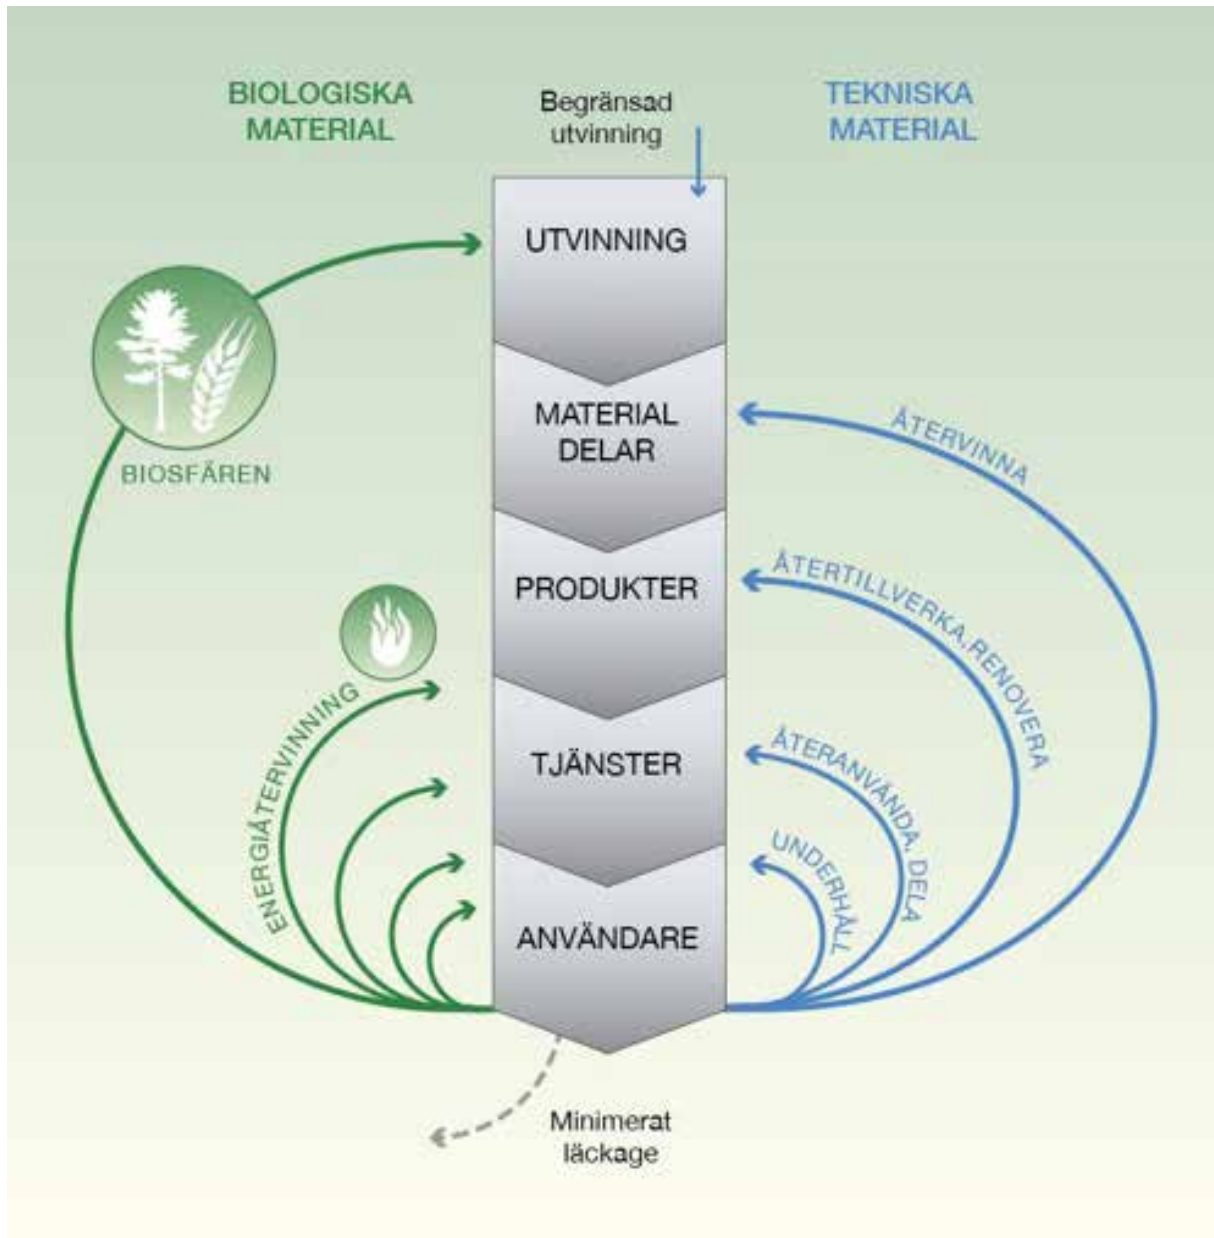 BIOLOGISKA
MATERIAL
Begränsad
utvinning
TEKNISKA
MATERIAL
UTVINNING
MATERIAL
DELAR
PRODUKTER
TJÄNSTER
ANVÄNDARE
BIOSFÄREN
ENERGIÅTERVINNING
ÅTERVINNA
ÅTERTILLVERKA, RENOVERA
ÅTERANVÄNDA, DELA
UNDERHÅLL
Minimerat
läckage